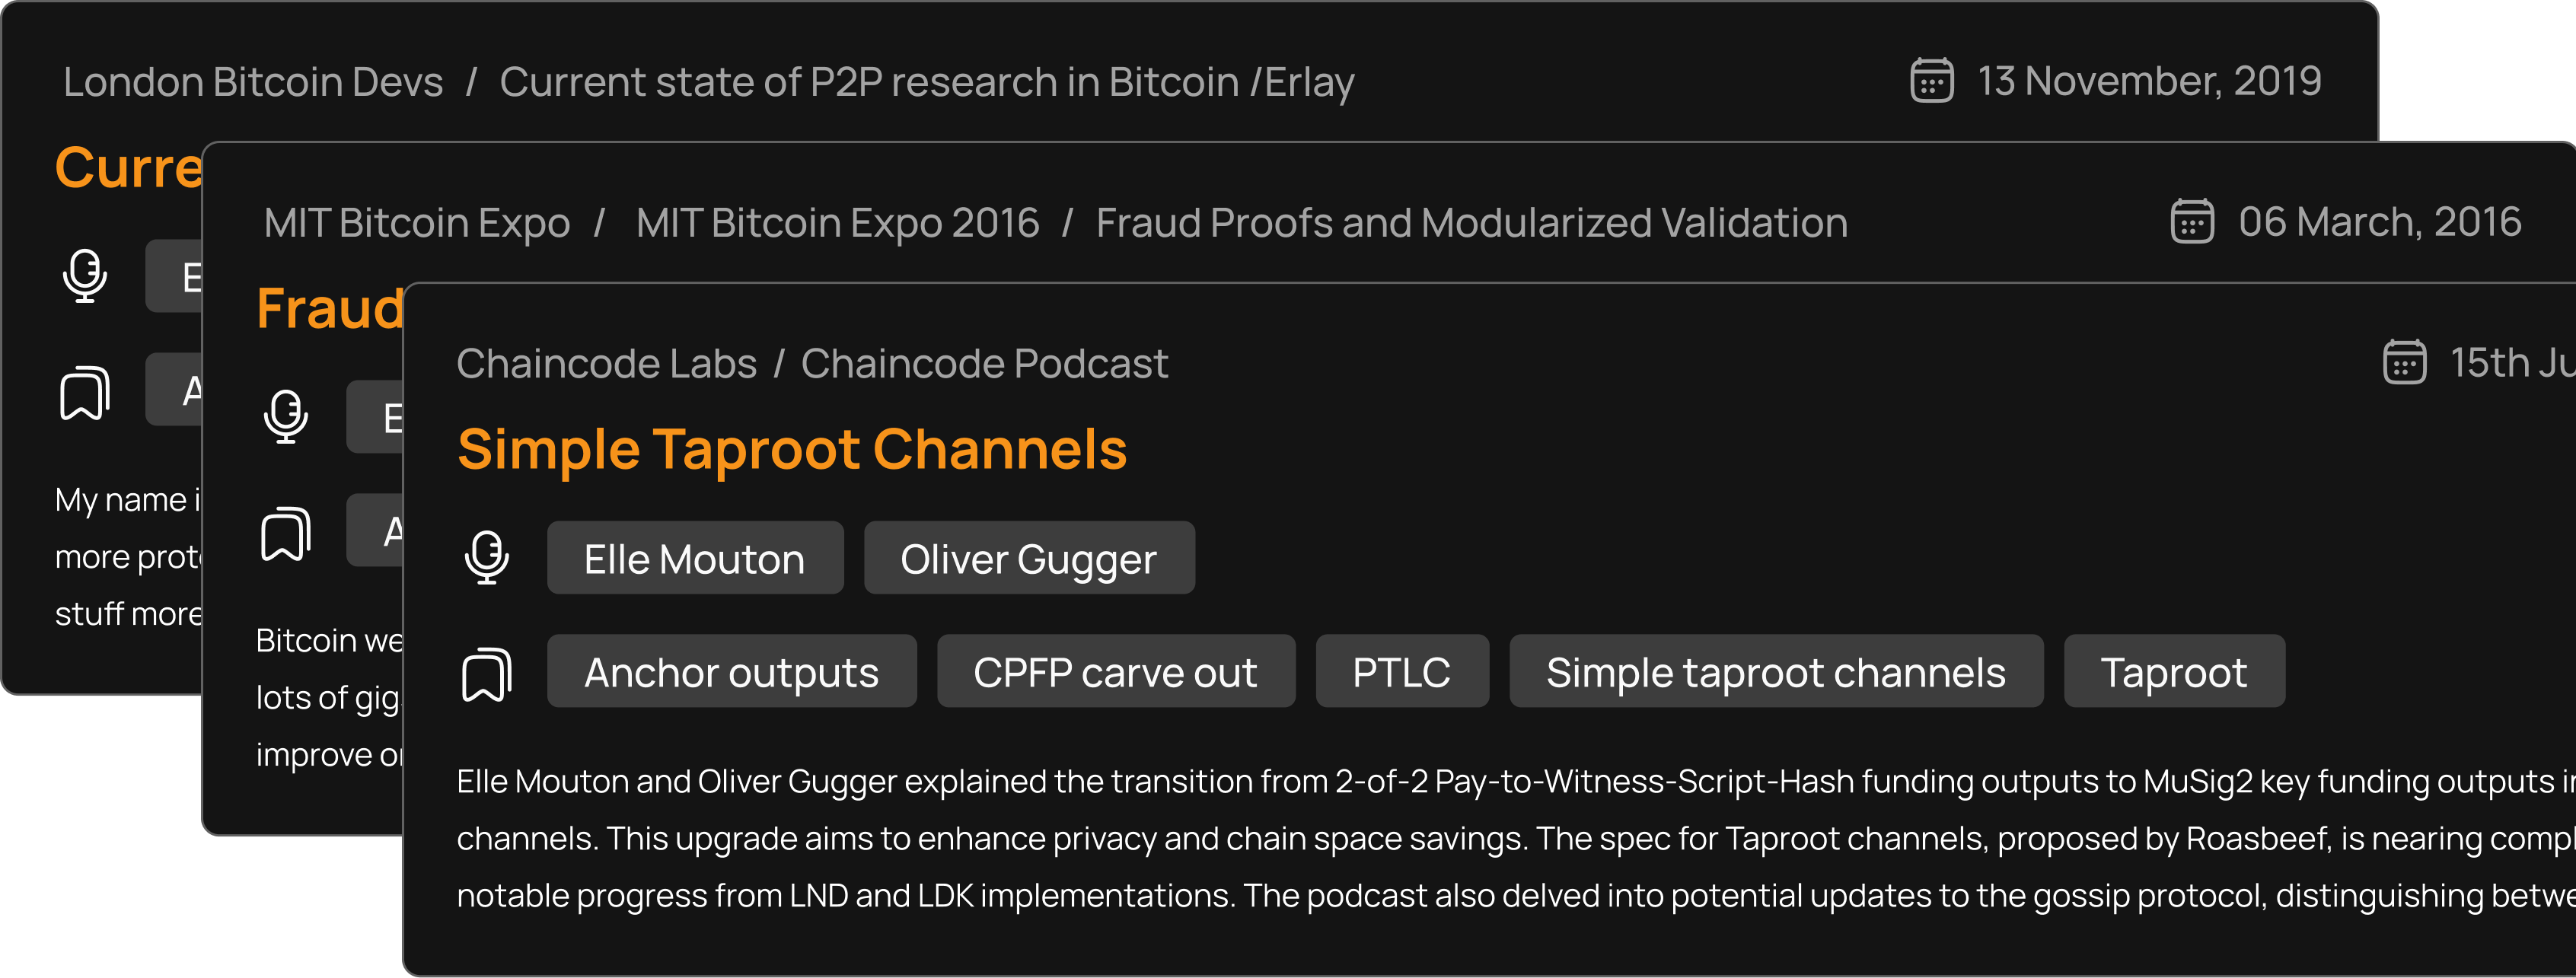 London Bitcoin Devs / Current state of P2P research in Bitcoin /Erlay
13 November, 2019
Curre
E
A
My name i
more prot
stuff more
MIT Bitcoin Expo / MIT Bitcoin Expo 2016 / Fraud Proofs and Modularized Validation
06 March, 2016
Fraud
E
A
Bitcoin we
lots of gig
improve o
Chaincode Labs / Chaincode Podcast
15th Ju
Simple Taproot Channels
Elle Mouton Oliver Gugger
Anchor outputs CPFP carve out PTLC Simple taproot channels Taproot
Elle Mouton and Oliver Gugger explained the transition from 2-of-2 Pay-to-Witness-Script-Hash funding outputs to MuSig2 key funding outputs i
channels. This upgrade aims to enhance privacy and chain space savings. The spec for Taproot channels, proposed by Roasbeef, is nearing comp
notable progress from LND and LDK implementations. The podcast also delved into potential updates to the gossip protocol, distinguishing betwe